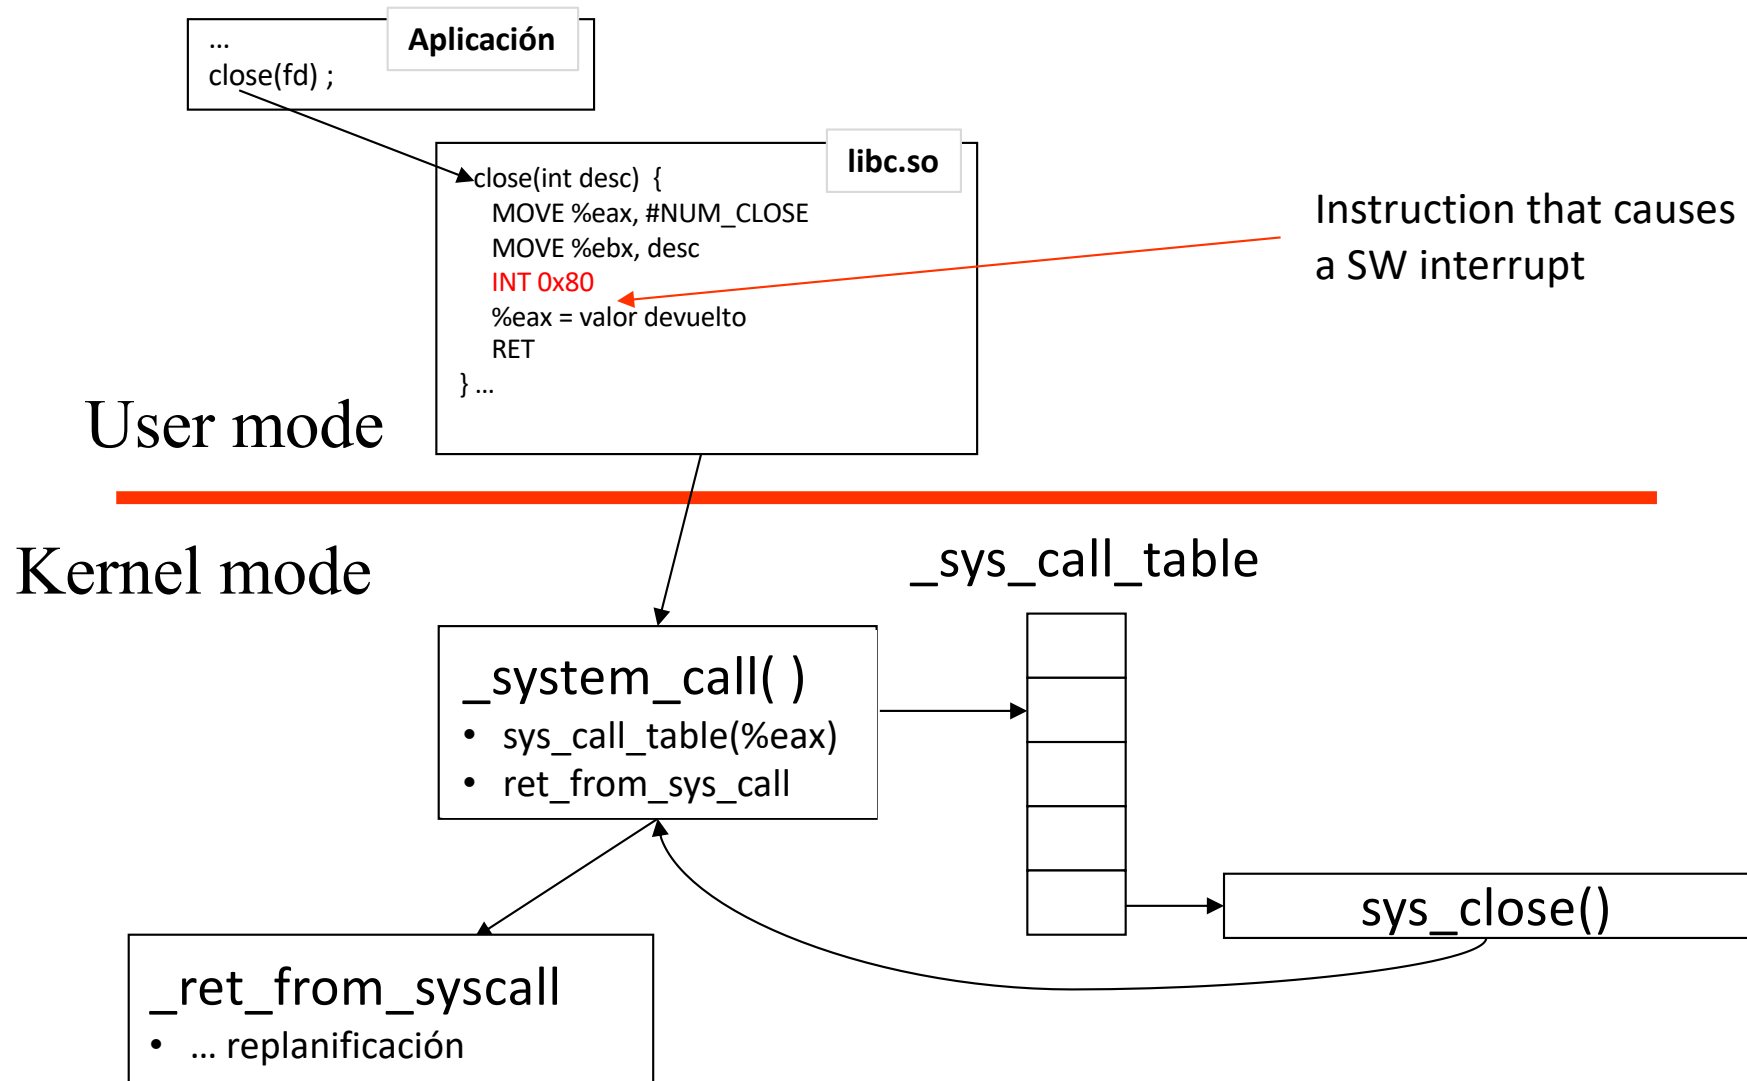 ...
Aplicación
close(fd) ;
libc.so
close(int desc) {
MOVE %eax, #NUM_CLOSE
MOVE %ebx, desc
INT 0x80
%eax = valor devuelto
RET
} ...
Instruction that causes
a SW interrupt
User mode
Kernel mode
_sys_call_table
_system_call( )
• sys_call_table(%eax)
• ret_from_sys_call
sys_close()
_ret_from_syscall
• ... replanificación